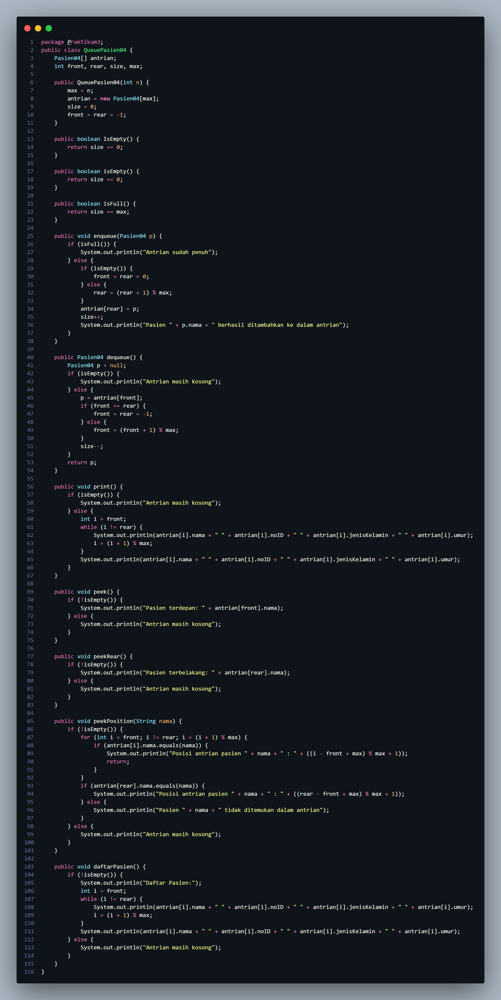 1 package Praktikum3;
2 public class QueuePasien04 {
3     Pasien04[] antrian;
4     int front, rear, size, max;
5
6     public QueuePasien04(int n) {
7         max = n;
8         antrian = new Pasien04[max];
9         size = 0;
10         front = rear = -1;
11     }
12
13     public boolean IsEmpty() {
14         return size == 0;
15     }
16
17     public boolean isEmpty() {
18         return size == 0;
19     }
20
21     public boolean isFull() {
22         return size == max;
23     }
24
25     public void enqueue(Pasien04 p) {
26         if (isFull()) {
27             System.out.println("Antrian sudah penuh");
28         } else {
29             if (isEmpty()) {
30                 front = rear = 0;
31             } else {
32                 rear = (rear + 1) % max;
33             }
34             antrian[rear] = p;
35             size++;
36             System.out.println("Pasien " + p.nama + " berhasil ditambahkan ke dalam antrian");
37         }
38     }
39
40     public Pasien04 dequeue() {
41         Pasien04 p = null;
42         if (isEmpty()) {
43             System.out.println("Antrian masih kosong");
44         } else {
45             p = antrian[front];
46             if (front == rear) {
47                 front = rear = -1;
48             } else {
49                 front = (front + 1) % max;
50             }
51             size--;
52         }
53         return p;
54     }
55
56     public void print() {
57         if (isEmpty()) {
58             System.out.println("Antrian masih kosong");
59         } else {
60             int i = front;
61             while (i != rear) {
62                 System.out.println(antrian[i].nama + " " + antrian[i].noID + " " + antrian[i].jenisKelamin + " " + antrian[i].umur);
63                 i = (i + 1) % max;
64             }
65             System.out.println(antrian[i].nama + " " + antrian[i].noID + " " + antrian[i].jenisKelamin + " " + antrian[i].umur);
66         }
67     }
68
69     public void peek() {
70         if (!isEmpty()) {
71             System.out.println("Pasien terdepan: " + antrian[front].nama);
72         } else {
73             System.out.println("Antrian masih kosong");
74         }
75     }
76
77     public void peekRear() {
78         if (!isEmpty()) {
79             System.out.println("Pasien terbelakang: " + antrian[rear].nama);
80         } else {
81             System.out.println("Antrian masih kosong");
82         }
83     }
84
85     public void peekPosition(String nama) {
86         if (!isEmpty()) {
87             for (int i = front; i != rear; i = (i + 1) % max) {
88                 if (antrian[i].nama.equals(nama)) {
89                     System.out.println("Posisi antrian pasien " + nama + " : " + ((i - front + max) % max + 1));
90                     return;
91                 }
92             }
93             if (antrian[rear].nama.equals(nama)) {
94                 System.out.println("Posisi antrian pasien " + nama + " : " + ((rear - front + max) % max + 1));
95             } else {
96                 System.out.println("Pasien " + nama + " tidak ditemukan dalam antrian");
97             }
98         } else {
99             System.out.println("Antrian masih kosong");
100         }
101     }
102
103     public void daftarPasien() {
104         if (!isEmpty()) {
105             System.out.println("Daftar Pasien:");
106             int i = front;
107             while (i != rear) {
108                 System.out.println(antrian[i].nama + " " + antrian[i].noID + " " + antrian[i].jenisKelamin + " " + antrian[i].umur);
109                 i = (i + 1) % max;
110             }
111             System.out.println(antrian[i].nama + " " + antrian[i].noID + " " + antrian[i].jenisKelamin + " " + antrian[i].umur);
112         } else {
113             System.out.println("Antrian masih kosong");
114         }
115     }
116 }